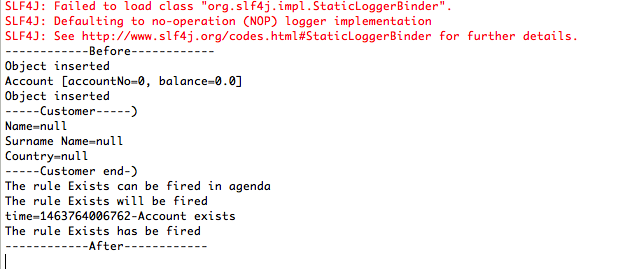 SLF4J: Failed to load class "org.slf4j.impl.StaticLoggerBinder".
SLF4J: Defaulting to no-operation (NOP) logger implementation
SLF4J: See http://www.slf4j.org/codes.html#StaticLoggerBinder for further details.
------------Before------------
Object inserted
Account [accountNo=0, balance=0.0]
Object inserted
-----Customer-----)
Name=null
Surname Name=null
Country=null
-----Customer end-)
The rule Exists can be fired in agenda
The rule Exists will be fired
time=1463764006762-Account exists
The rule Exists has be fired
------------After------------